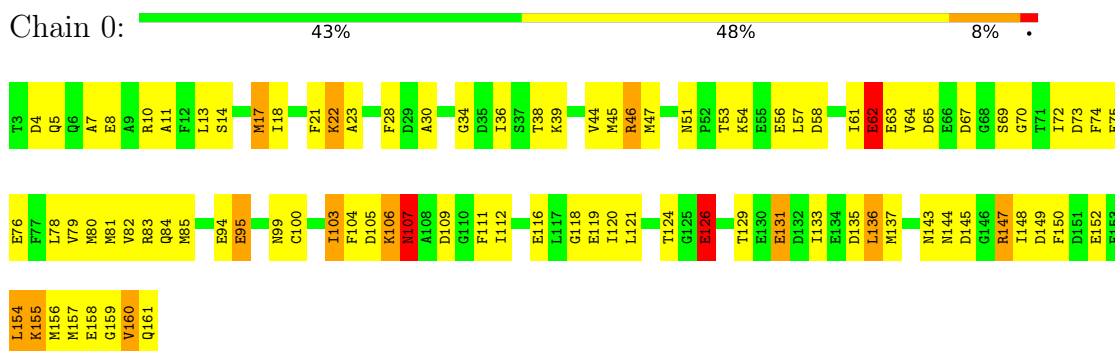 Chain 0:
43% 48% 8% •
T3 D4 Q5 Q6 A7 E8 A9 R10 A11 F12 L13 S14 M17 I18 F21 K22 A23 F28 D29 A30 G34 D35 I36 S37 T38 K39 V44 M45 R46 M47 N51 P52 T53 K54 E55 E56 L57 D58 I61 E62 E63 V64 D65 E66 D67 G68 S69 G70 T71 I72 D73 F74 E75
E76 F77 L78 V79 M80 M81 V82 R83 Q84 M85 E94 E95 N99 C100 I103 F104 D105 K106 N107 A108 D109 G110 F111 I112 E116 L117 G118 E119 I120 L121 T124 G125 E126 T129 E130 E131 D132 I133 E134 D135 L136 M137 N143 N144 D145 G146 R147 I148 D149 F150 D151 E152 F153
L154 K155 M156 M157 E158 G159 V160 Q161